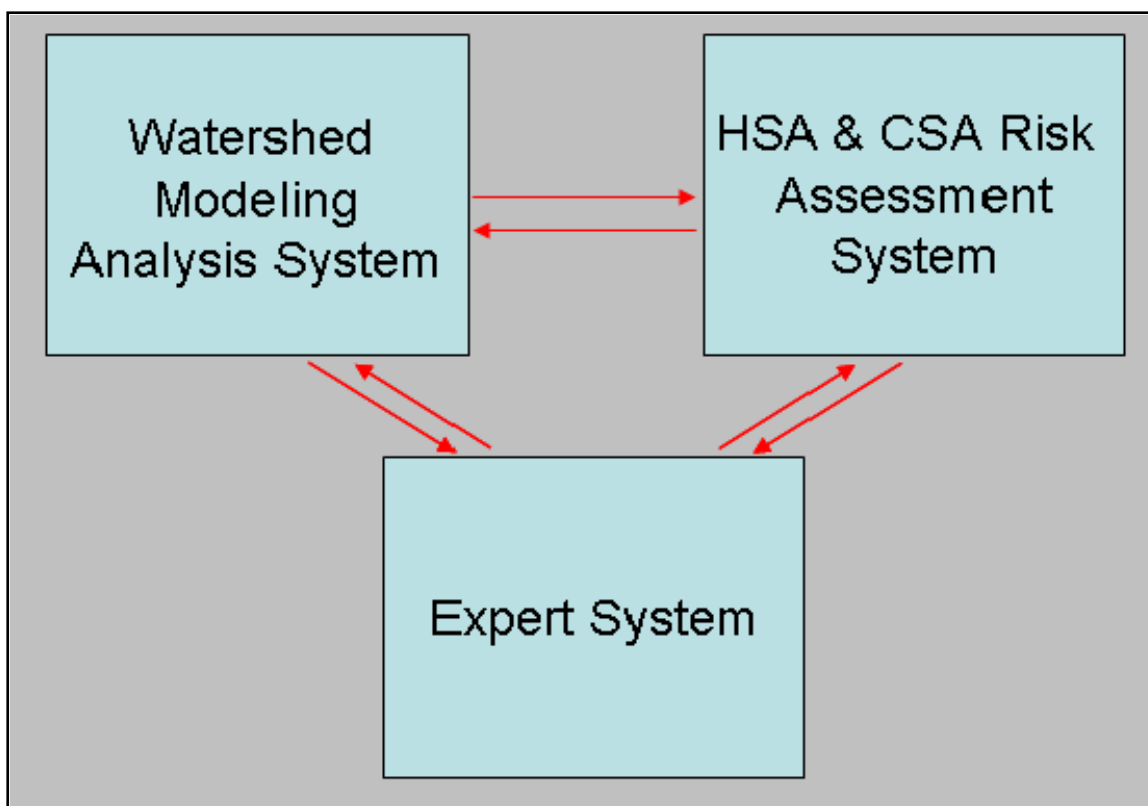 Watershed
Modeling
Analysis System
HSA & CSA Risk
Assessment
System
Expert System